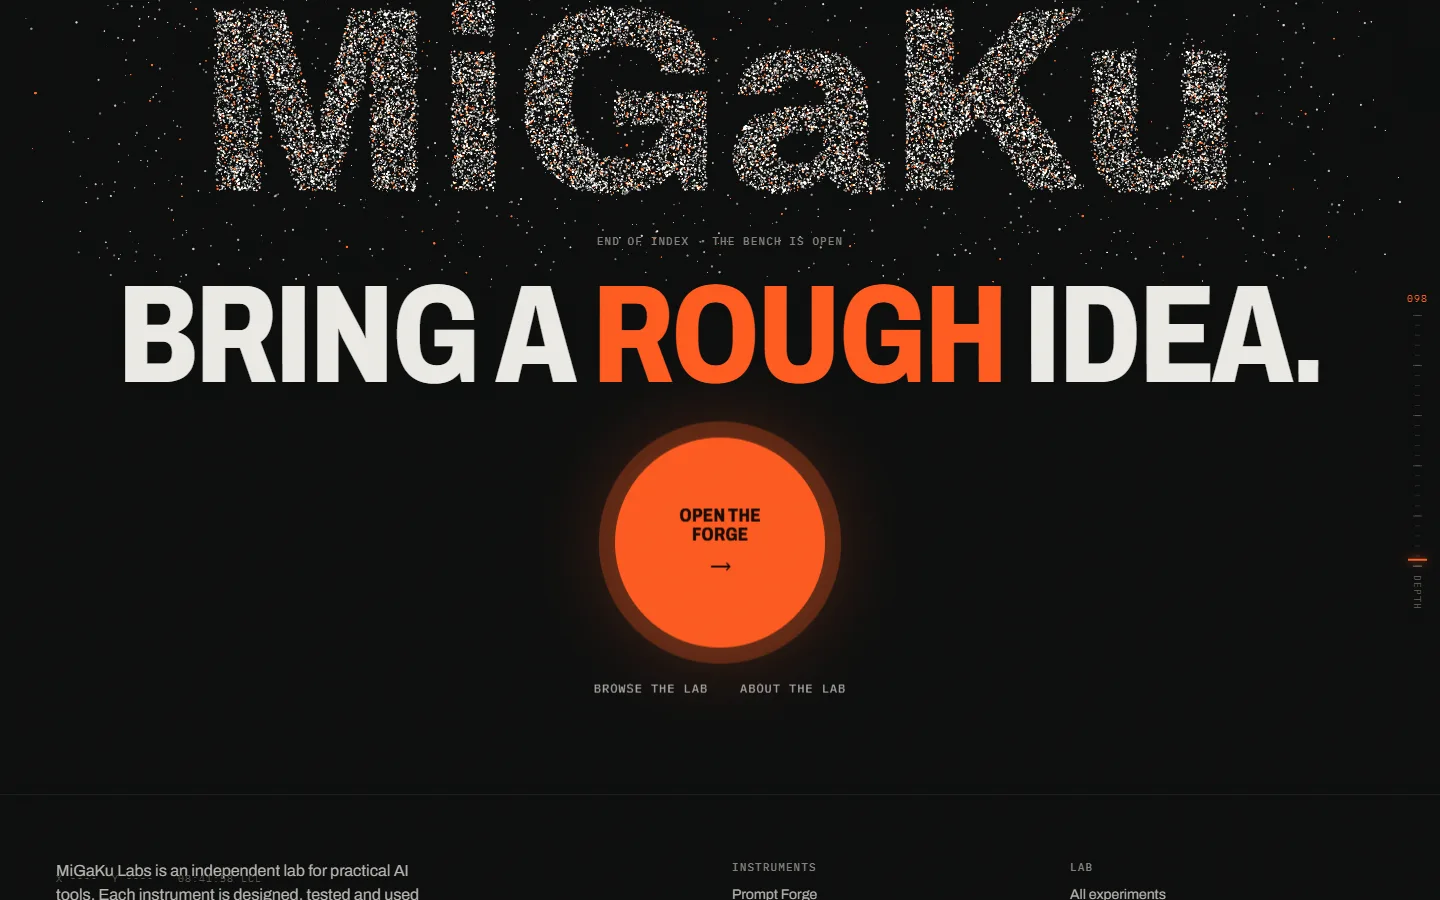 MiGaKu
END OF INDEX - THE BENCH IS OPEN
BRING A ROUGH IDEA.
098
OPEN THE
FORGE
→
DEPTH
BROWSE THE LAB ABOUT THE LAB
MiGaKu Labs is an independent lab for practical AI
tools. Each instrument is designed, tested and used
INSTRUMENTS
Prompt Forge
LAB
All experiments